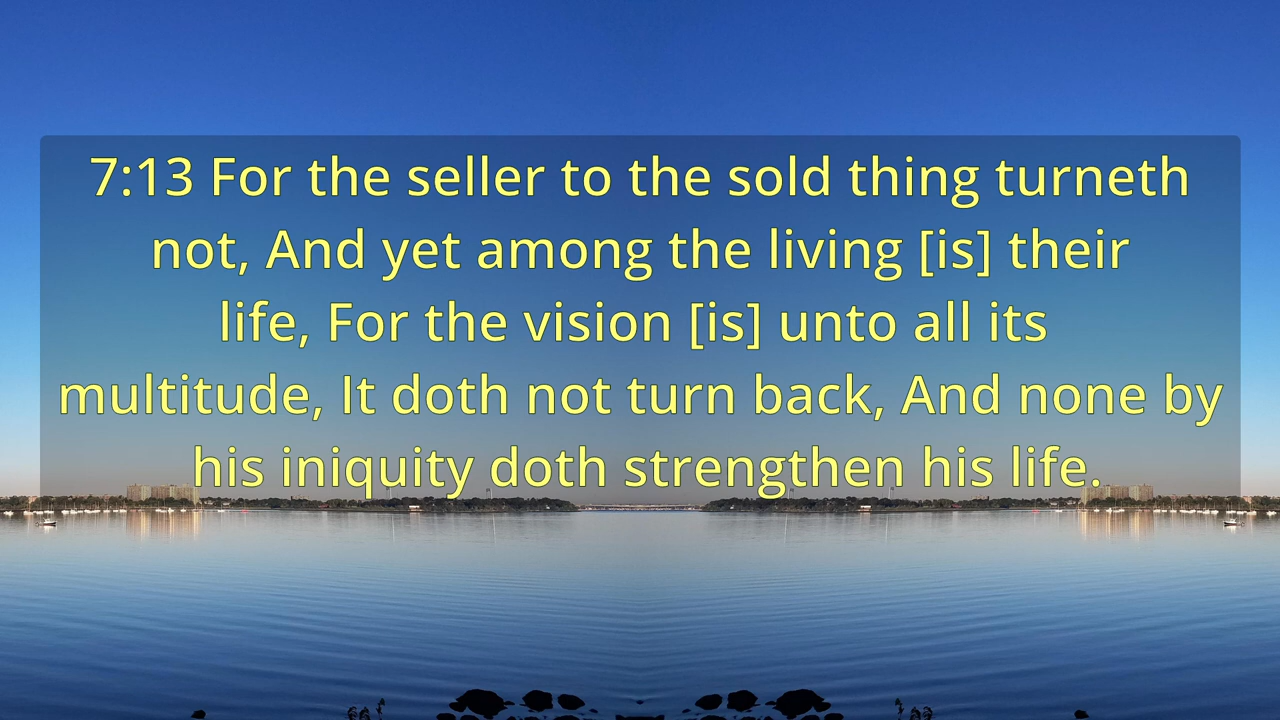 7:13 For the seller to the sold thing turneth
not, And yet among the living [is] their
life, For the vision [is] unto all its
multitude, It doth not turn back, And none by
his iniquity doth strengthen his life.